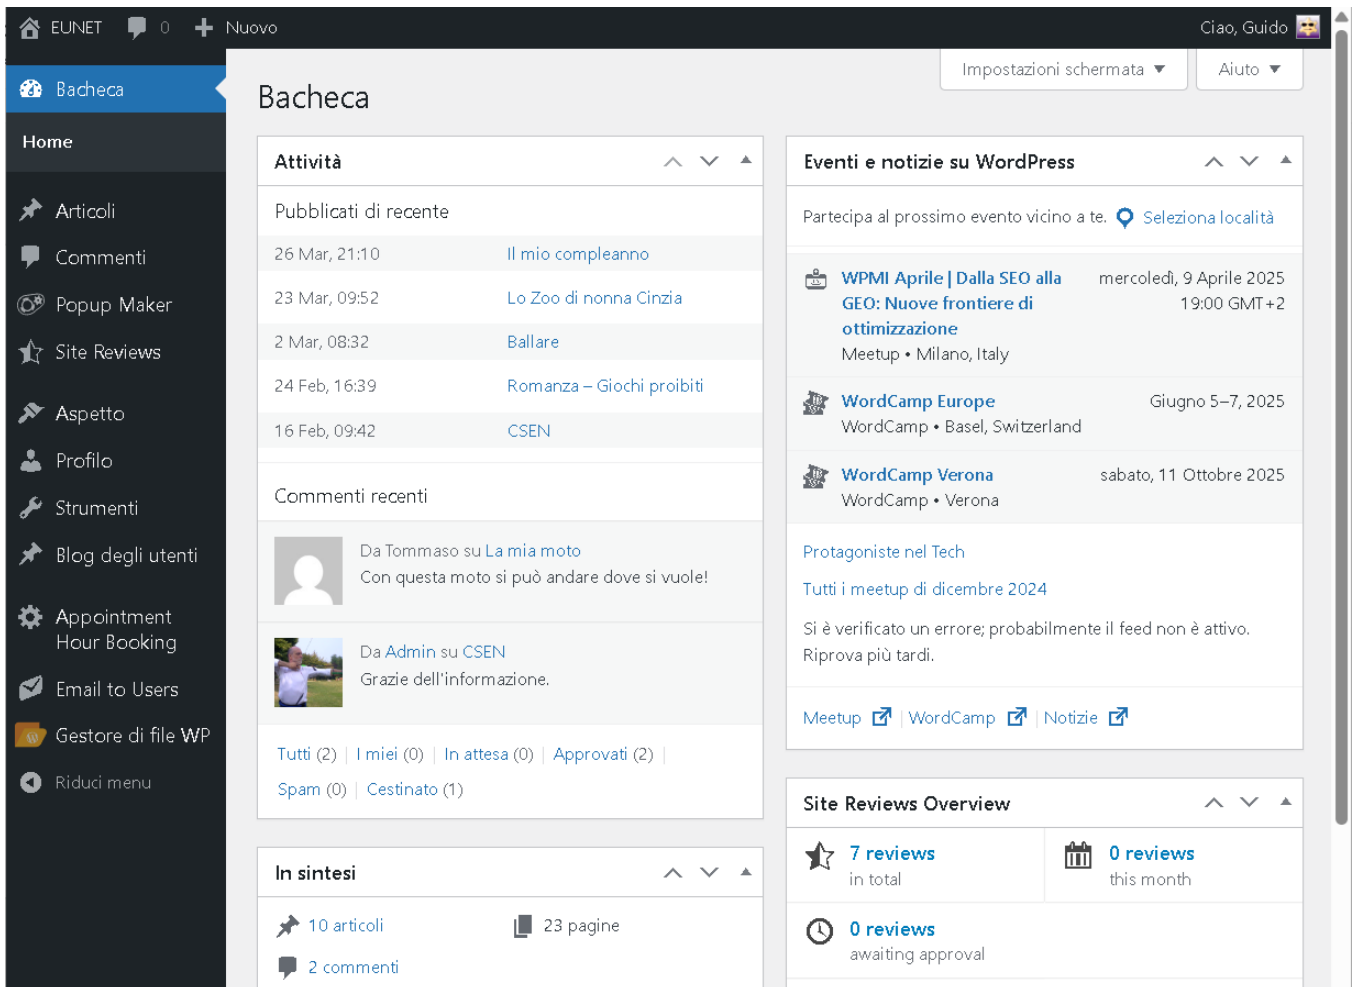 EUNET 0 Nuovo Ciao, Guido
Bacheca
Home
Articoli
Commenti
Popup Maker
Site Reviews
Aspetto
Profilo
Strumenti
Blog degli utenti
Appointment
Hour Booking
Email to Users
Gestore di file WP
Riduci menu
Impostazioni schermata Aiuto
Bacheca
Attività
Pubblicati di recente
26 Mar, 21:10 Il mio compleanno
23 Mar, 09:52 Lo Zoo di nonna Cinzia
2 Mar, 08:32 Ballare
24 Feb, 16:39 Romanza – Giochi proibiti
16 Feb, 09:42 CSEN
Commenti recenti
Da Tommaso su La mia moto
Con questa moto si può andare dove si vuole!
Da Admin su CSEN
Grazie dell'informazione.
Tutti (2) | I miei (0) | In attesa (0) | Approvati (2) |
Spam (0) | Cestinato (1)
In sintesi
10 articoli 23 pagine
2 commenti
Eventi e notizie su WordPress
Partecipa al prossimo evento vicino a te. Seleziona località
WPMI Aprile | Dalla SEO alla mercoledì, 9 Aprile 2025
GEO: Nuove frontiere di 19:00 GMT+2
ottimizzazione
Meetup • Milano, Italy
WordCamp Europe Giugno 5–7, 2025
WordCamp • Basel, Switzerland
WordCamp Verona sabato, 11 Ottobre 2025
WordCamp • Verona
Protagoniste nel Tech
Tutti i meetup di dicembre 2024
Si è verificato un errore; probabilmente il feed non è attivo.
Riprova più tardi.
Meetup | WordCamp | Notizie
Site Reviews Overview
7 reviews 0 reviews
in total this month
0 reviews
awaiting approval